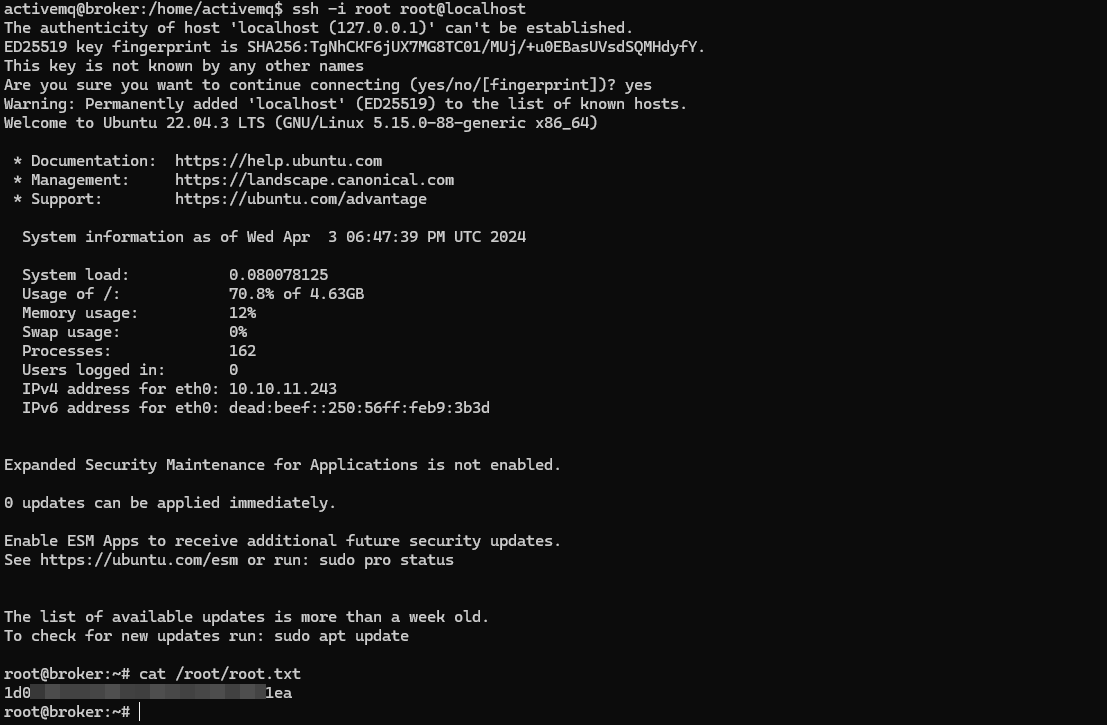 activemq@broker:/home/activemq$ ssh -i root root@localhost
The authenticity of host 'localhost (127.0.0.1)' can't be established.
ED25519 key fingerprint is SHA256:TgNhCKF6jUX7MG8TC01/MUj/+u0EBasUVsdSQMHdyfY.
This key is not known by any other names
Are you sure you want to continue connecting (yes/no/[fingerprint])? yes
Warning: Permanently added 'localhost' (ED25519) to the list of known hosts.
Welcome to Ubuntu 22.04.3 LTS (GNU/Linux 5.15.0-88-generic x86_64)
* Documentation:  https://help.ubuntu.com
* Management:     https://landscape.canonical.com
* Support:        https://ubuntu.com/advantage
System information as of Wed Apr  3 06:47:39 PM UTC 2024
System load:           0.080078125
Usage of /:            70.8% of 4.63GB
Memory usage:          12%
Swap usage:            0%
Processes:             162
Users logged in:       0
IPv4 address for eth0: 10.10.11.243
IPv6 address for eth0: dead:beef::250:56ff:feb9:3b3d
Expanded Security Maintenance for Applications is not enabled.
0 updates can be applied immediately.
Enable ESM Apps to receive additional future security updates.
See https://ubuntu.com/esm or run: sudo pro status
The list of available updates is more than a week old.
To check for new updates run: sudo apt update
root@broker:~# cat /root/root.txt
1d0 1ea
root@broker:~#